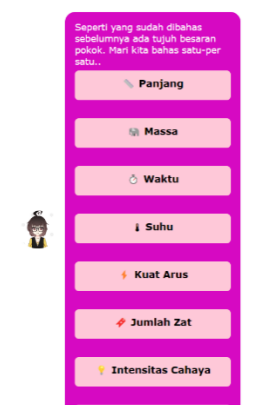 Seperti yang sudah dibahas
sebelumnya ada tujuh besaran
pokok. Mari kita bahas satu-per
satu..
Panjang
Massa
Waktu
Suhu
Kuat Arus
Jumlah Zat
Intensitas Cahaya